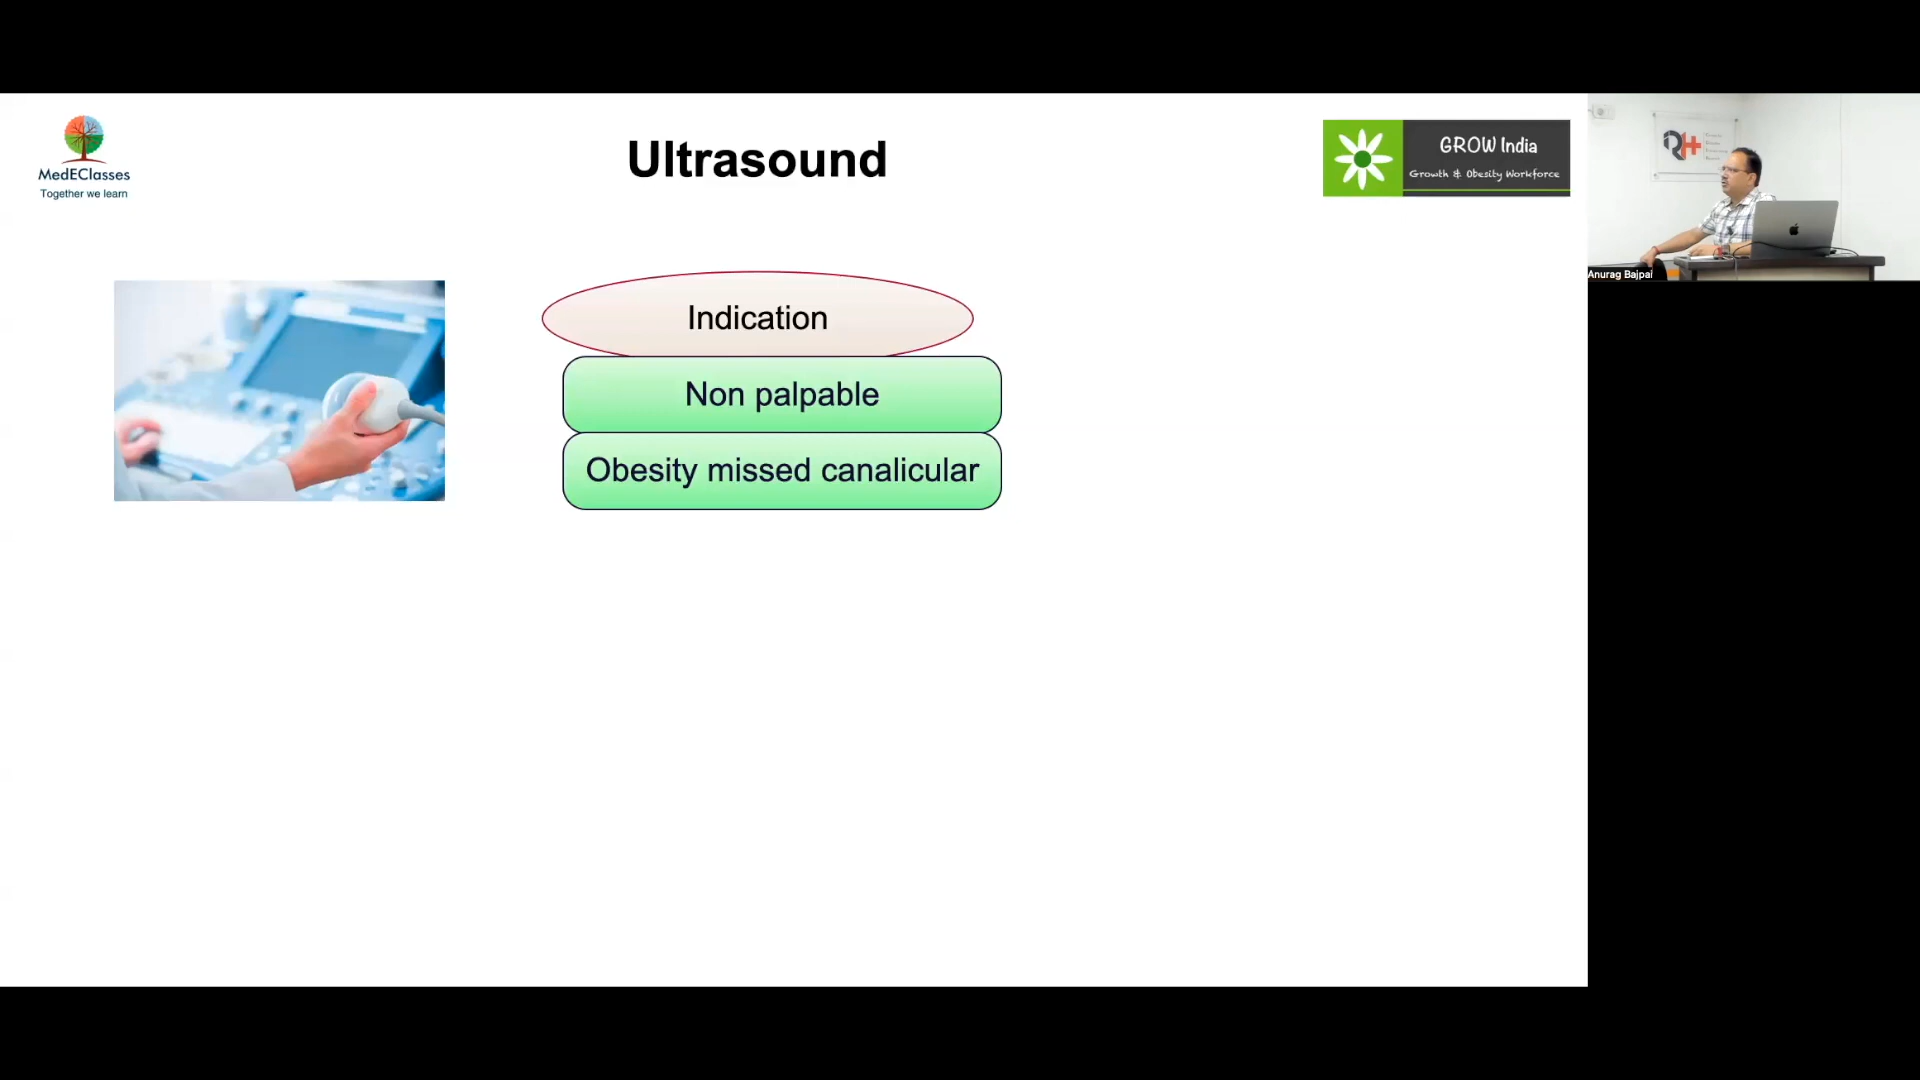 MedEClasses
Together we learn
Ultrasound
GROW India
Growth & Obesity Workforce
Indication
Non palpable
Obesity missed canalicular
Anurag Bajpai